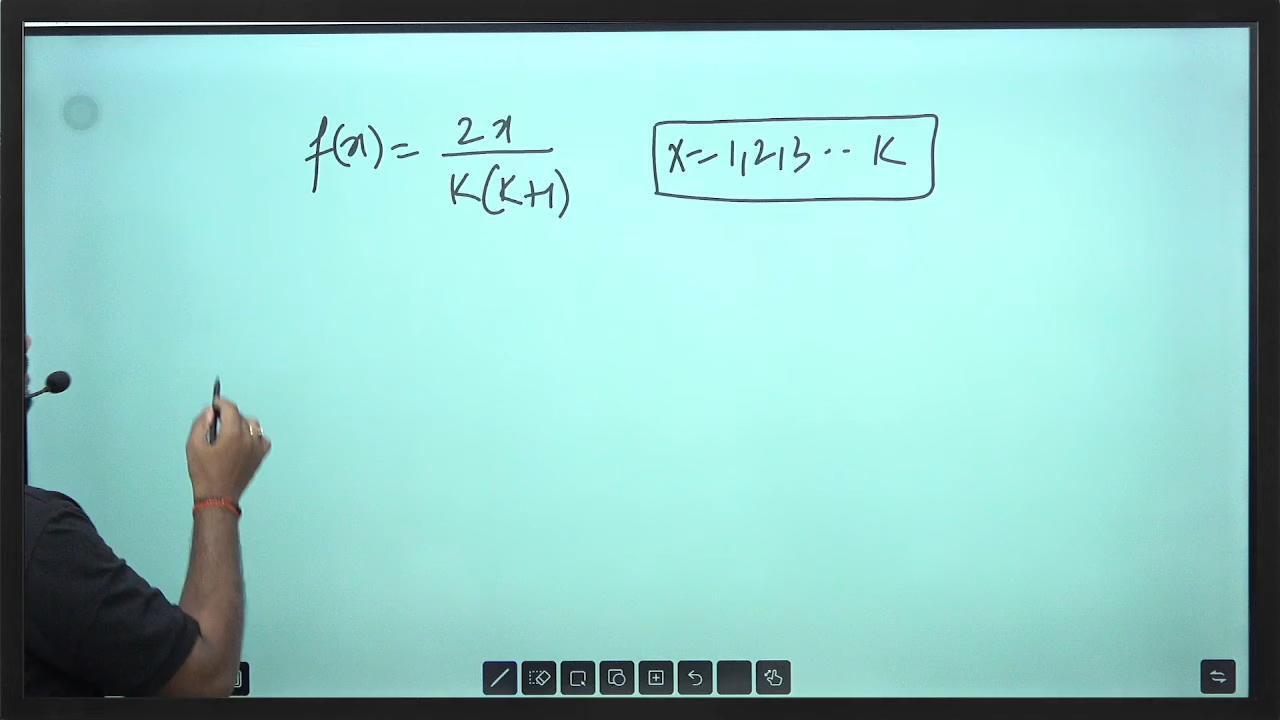 f(x) = 2x / K(K+1)    x = 1,2,3 ·· K